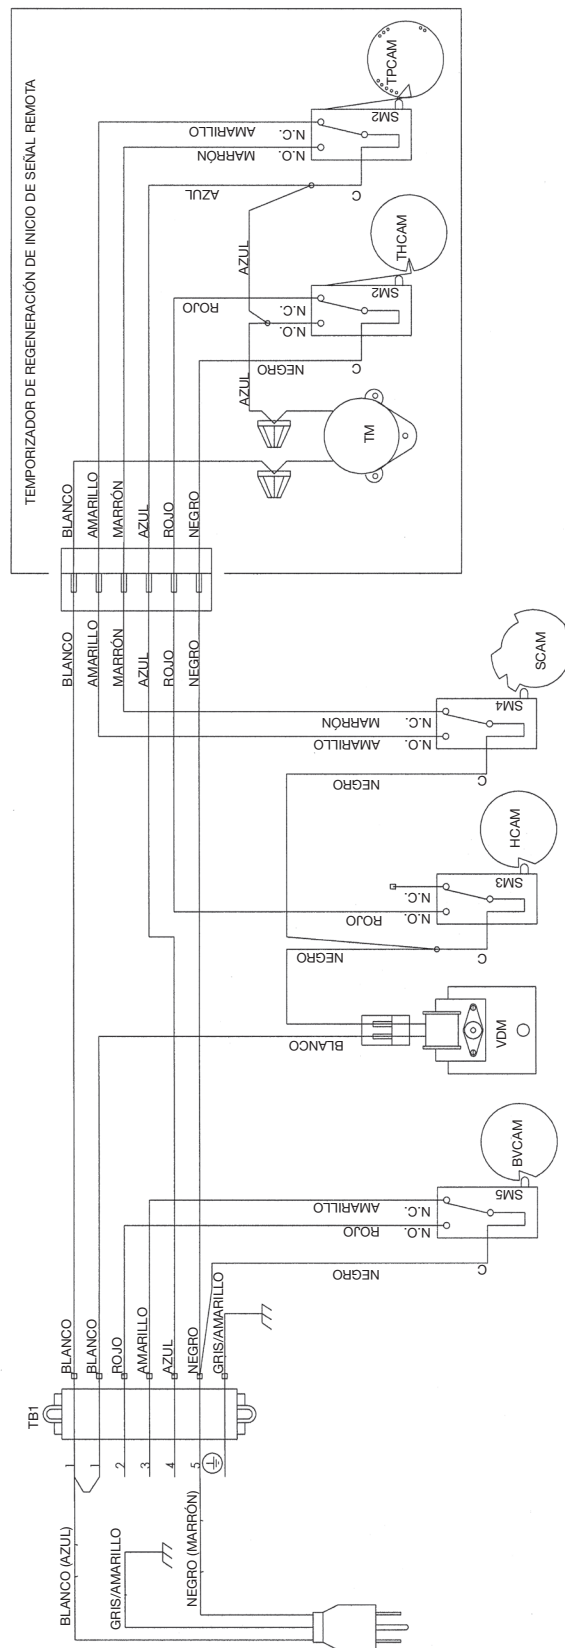 TEMPORIZADOR DE REGENERACIÓN DE INICIO DE SEÑAL REMOTA
TPCAM
SM2
N.C.
N.O.
AMARILLO
MARRÓN
AZUL
C
AZUL
THCAM
SM2
N.C.
N.O.
ROJO
NEGRO
C
AZUL
TM
BLANCO
AMARILLO
MARRÓN
AZUL
ROJO
NEGRO
BLANCO
AMARILLO
MARRÓN
AZUL
ROJO
NEGRO
SCAM
SM4
N.C.
N.O.
MARRÓN
AMARILLO
NEGRO
C
HCAM
SM3
N.C.
N.O.
ROJO
NEGRO
C
VDM
BLANCO
BVCAM
SM5
N.C.
N.O.
AMARILLO
ROJO
NEGRO
C
TB1
BLANCO
BLANCO
ROJO
AMARILLO
AZUL
NEGRO
GRIS/AMARILLO
1
1
2
3
4
5
BLANCO (AZUL)
GRIS/AMARILLO
NEGRO (MARRÓN)